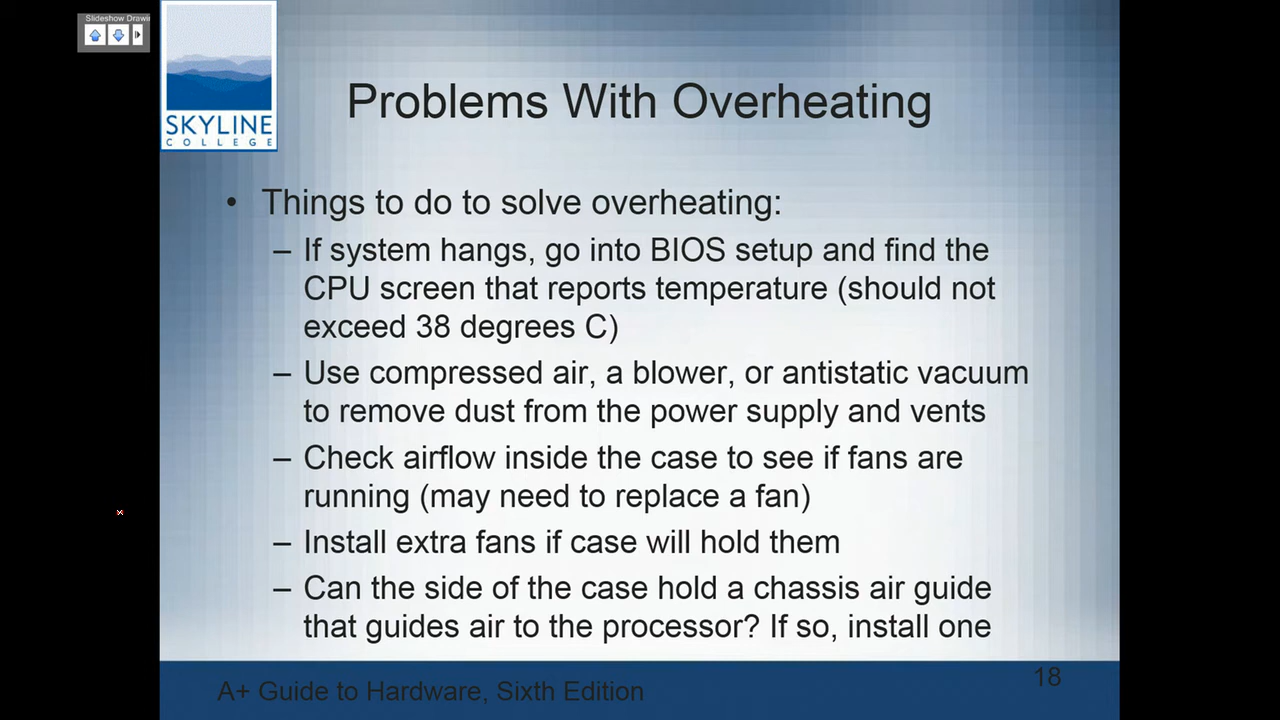 Slideshow Drawi
SKYLINE
COLLEGE
Problems With Overheating
• Things to do to solve overheating:
– If system hangs, go into BIOS setup and find the
CPU screen that reports temperature (should not
exceed 38 degrees C)
– Use compressed air, a blower, or antistatic vacuum
to remove dust from the power supply and vents
– Check airflow inside the case to see if fans are
running (may need to replace a fan)
– Install extra fans if case will hold them
– Can the side of the case hold a chassis air guide
that guides air to the processor? If so, install one
A+ Guide to Hardware, Sixth Edition
18